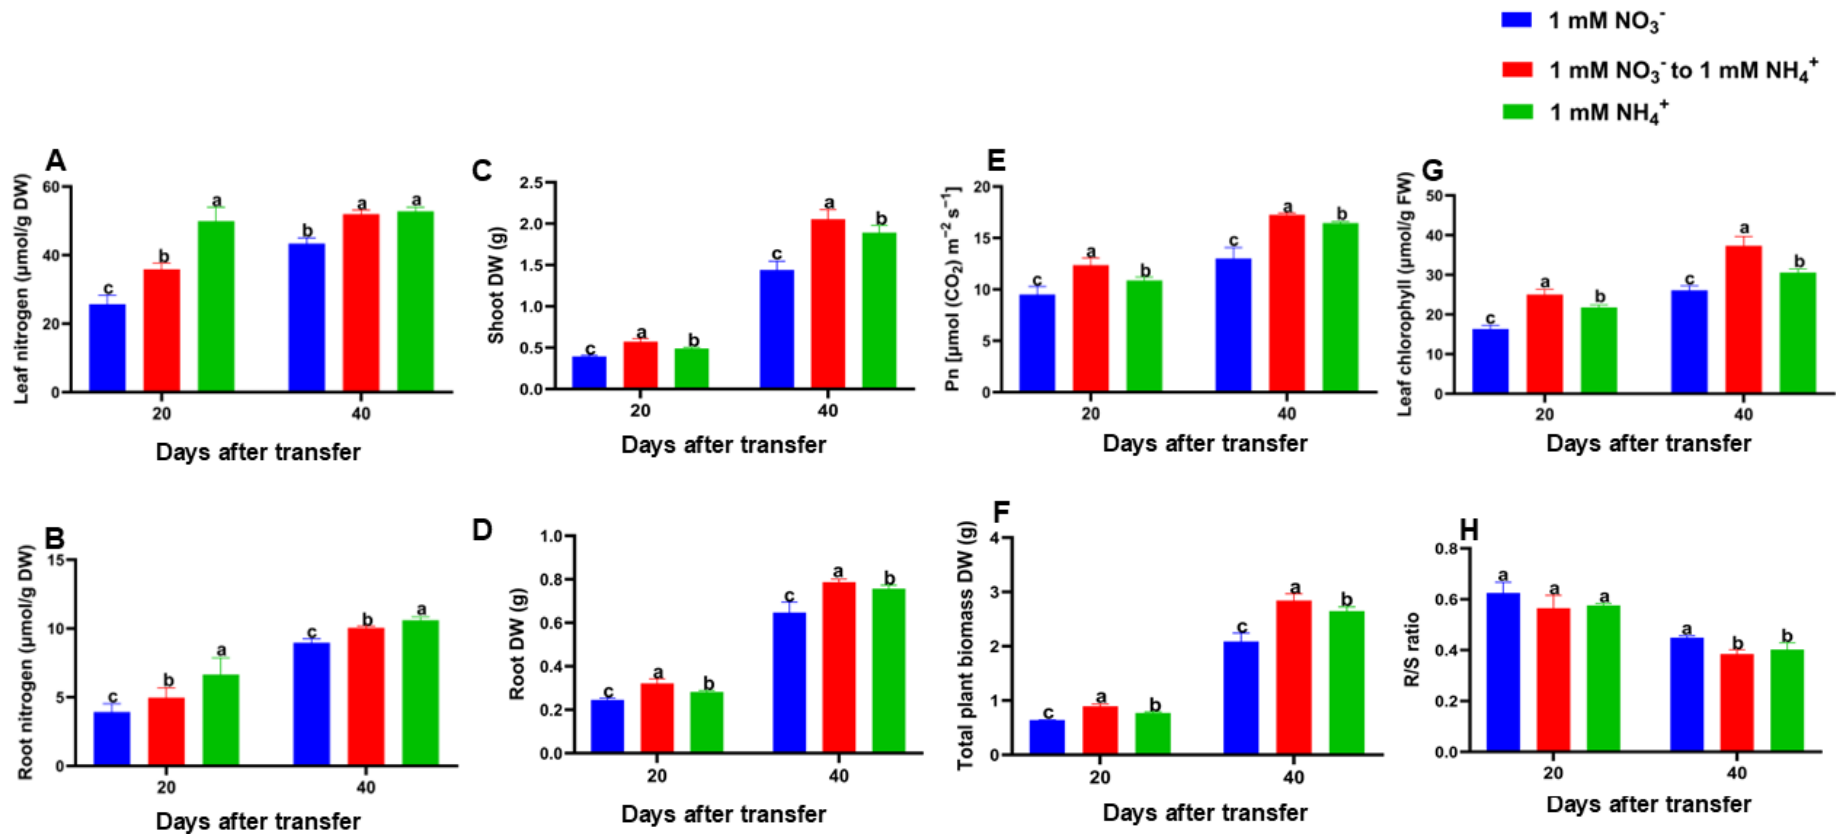 1 mM NO₃⁻
1 mM NO₃⁻ to 1 mM NH₄⁺
1 mM NH₄⁺
A
Leaf nitrogen (μmol/g DW)
60
40
20
0
c
b
a
b
a
a
20
40
Days after transfer
C
Shoot DW (g)
2.5
2.0
1.5
1.0
0.5
0.0
c
a
b
c
a
b
20
40
Days after transfer
E
Pn [μmol (CO₂) m⁻² s⁻¹]
20
15
10
5
0
c
a
b
c
a
b
20
40
Days after transfer
G
Leaf chlorophyll (μmol/g FW)
50
40
30
20
10
0
c
a
b
c
a
b
20
40
Days after transfer
B
Root nitrogen (μmol/g DW)
15
10
5
0
c
b
a
c
b
a
20
40
Days after transfer
D
Root DW (g)
1.0
0.8
0.6
0.4
0.2
0.0
c
a
b
c
a
b
20
40
Days after transfer
F
Total plant biomass DW (g)
4
3
2
1
0
c
a
b
c
a
b
20
40
Days after transfer
H
R/S ratio
0.8
0.6
0.4
0.2
0.0
a
a
a
a
b
b
20
40
Days after transfer